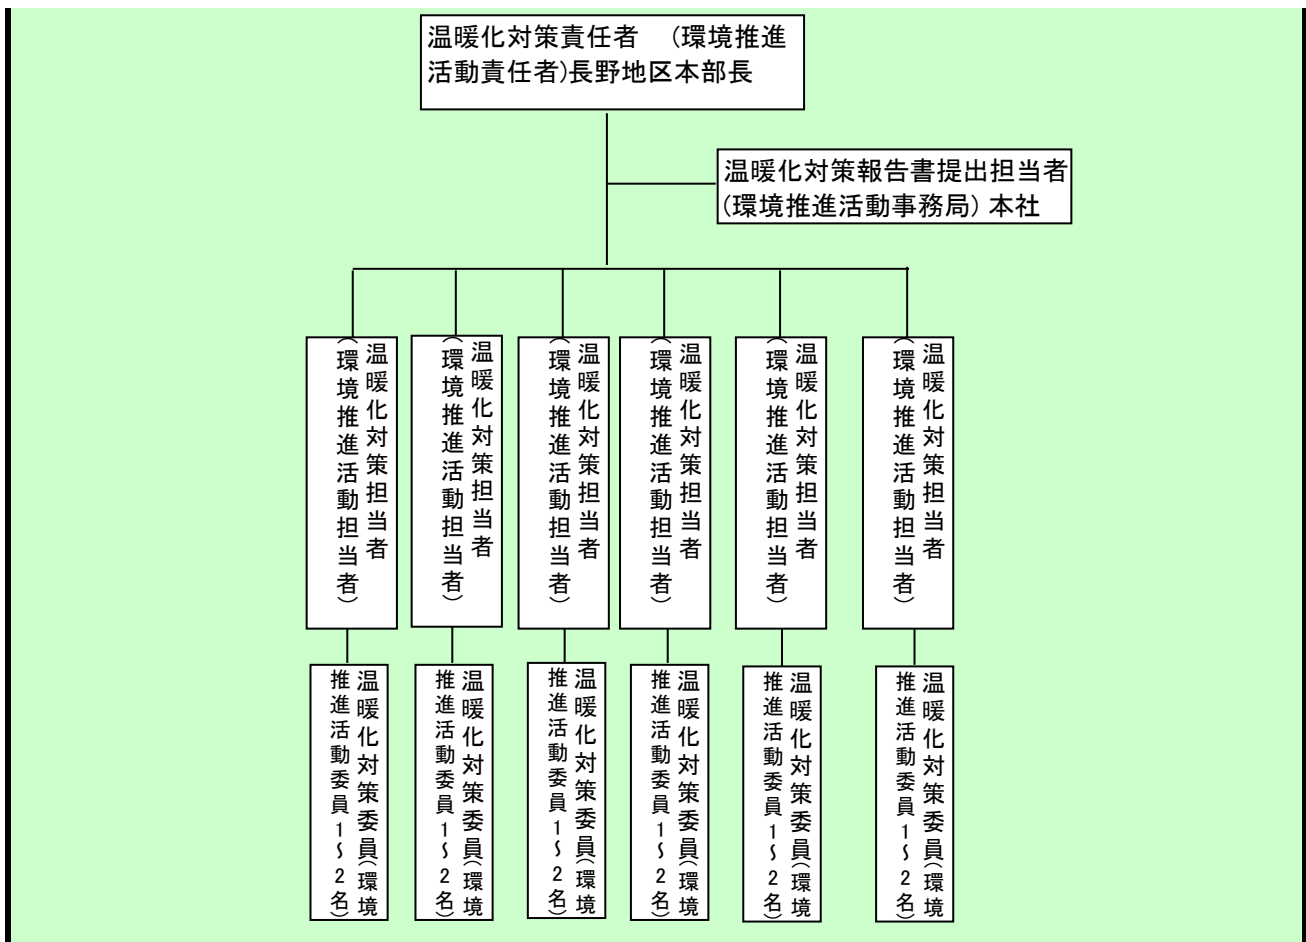 温暖化対策責任者　(環境推進
活動責任者)長野地区本部長
温暖化対策報告書提出担当者
(環境推進活動事務局) 本社
温暖化対策担当者
(環境推進活動担当者)
温暖化対策担当者
(環境推進活動担当者)
温暖化対策担当者
(環境推進活動担当者)
温暖化対策担当者
(環境推進活動担当者)
温暖化対策担当者
(環境推進活動担当者)
温暖化対策担当者
(環境推進活動担当者)
温暖化対策委員(環境
推進活動委員1~2名)
温暖化対策委員(環境
推進活動委員1~2名)
温暖化対策委員(環境
推進活動委員1~2名)
温暖化対策委員(環境
推進活動委員1~2名)
温暖化対策委員(環境
推進活動委員1~2名)
温暖化対策委員(環境
推進活動委員1~2名)